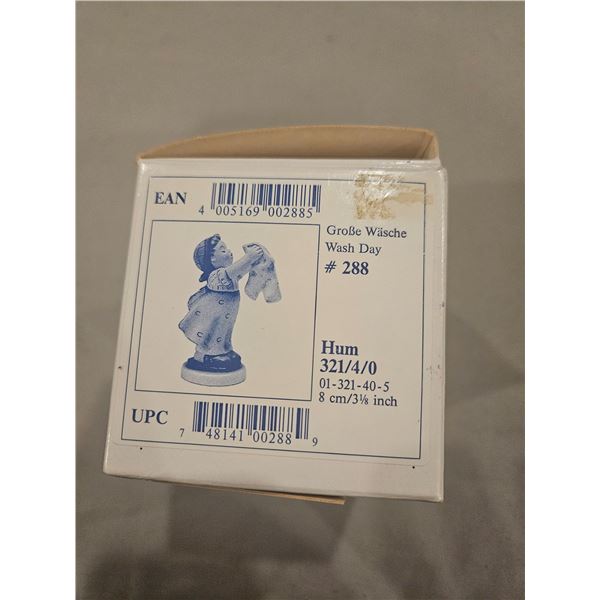 EAN
4 005169 002885
Große Wäsche
Wash Day
# 288
Hum
321/4/0
01-321-40-5
8 cm/3⅛ inch
UPC
7 48141 00288 9